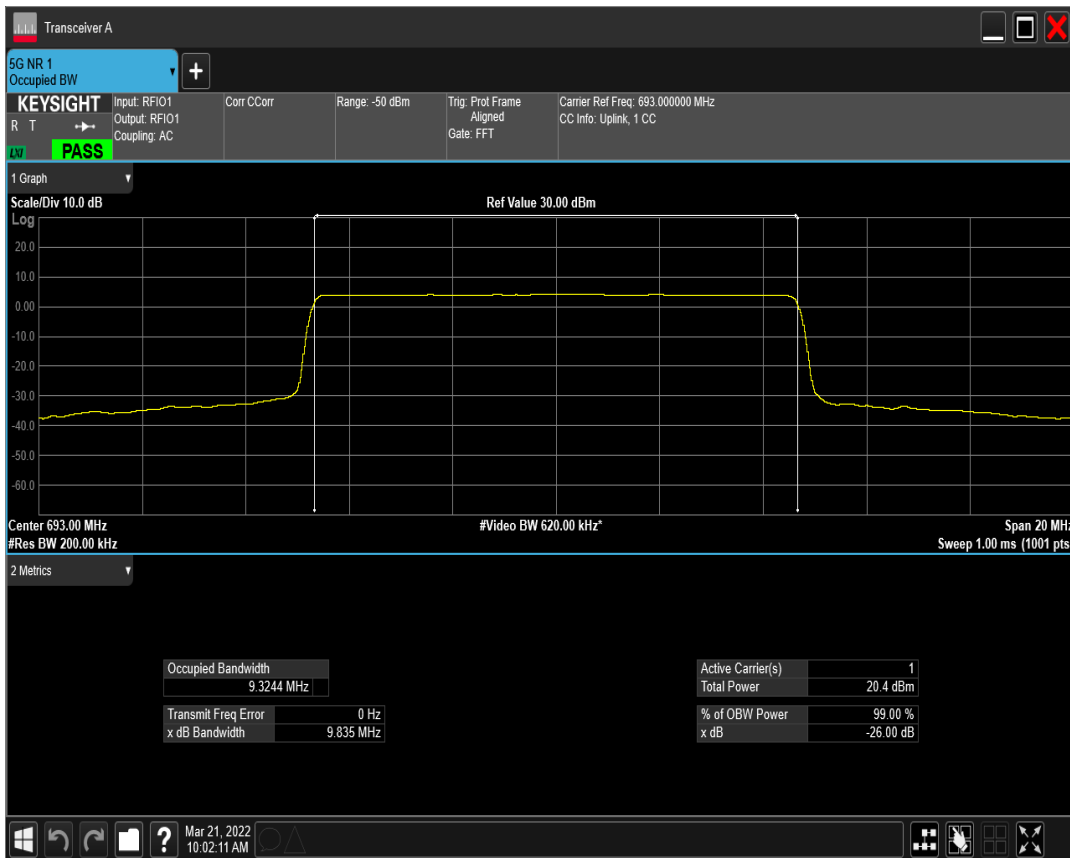 Transceiver A
5G NR 1
Occupied BW
KEYSIGHT
R T
LXI
PASS
Input: RFIO1
Output: RFIO1
Coupling: AC
Corr CCorr
Range: -50 dBm
Trig: Prot Frame
Aligned
Gate: FFT
Carrier Ref Freq: 693.000000 MHz
CC Info: Uplink, 1 CC
1 Graph
Scale/Div 10.0 dB
Ref Value 30.00 dBm
Log
20.0
10.0
0.00
-10.0
-20.0
-30.0
-40.0
-50.0
-60.0
Center 693.00 MHz
#Video BW 620.00 kHz*
Span 20 MHz
#Res BW 200.00 kHz
Sweep 1.00 ms (1001 pts
2 Metrics
Occupied Bandwidth
9.3244 MHz
Transmit Freq Error 0 Hz
x dB Bandwidth 9.835 MHz
Active Carrier(s) 1
Total Power 20.4 dBm
% of OBW Power 99.00 %
x dB -26.00 dB
?
Mar 21, 2022
10:02:11 AM